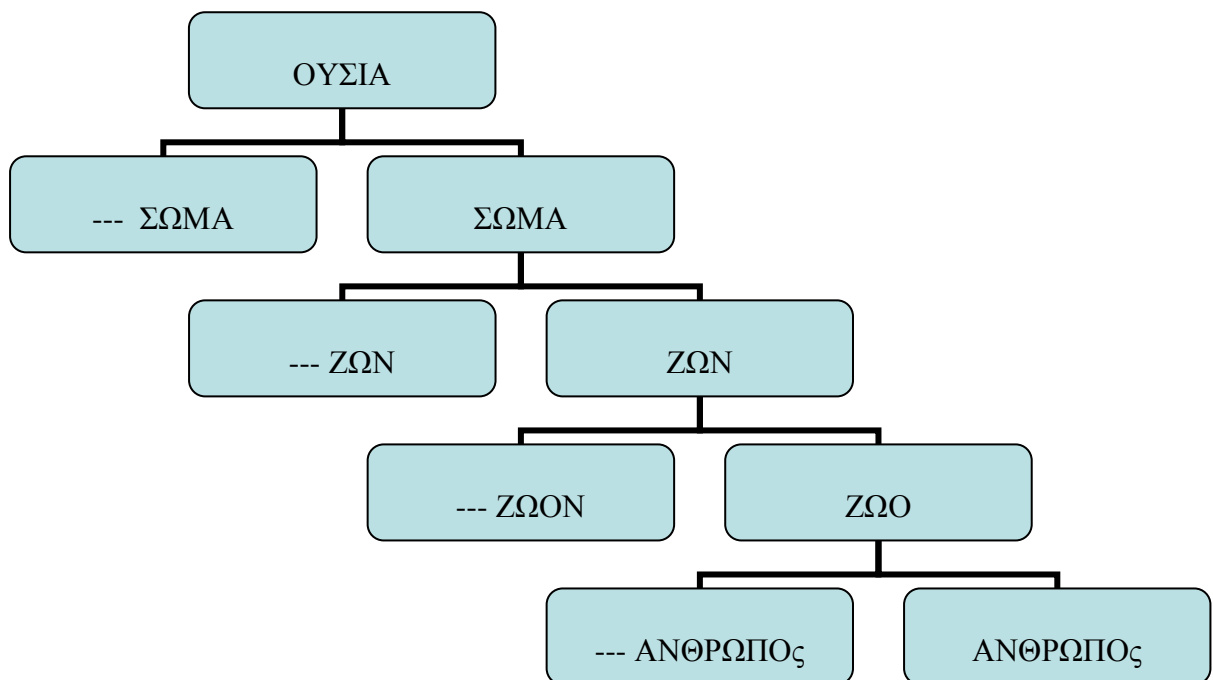 ΟΥΣΙΑ
--- ΣΩΜΑ
ΣΩΜΑ
--- ΖΩΝ
ΖΩΝ
--- ΖΩΟΝ
ΖΩΟ
--- ΑΝΘΡΩΠΟς
ΑΝΘΡΩΠΟς